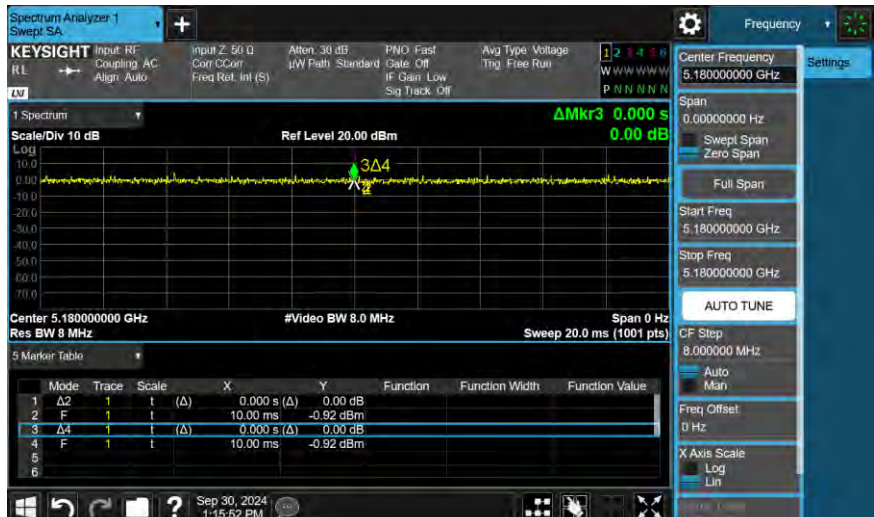 Spectrum Analyzer 1
Swept SA
+
Frequency
KEYSIGHT
RL
LNI
Input: RF
Coupling: AC
Align: Auto
Input Z: 50 Ω
Corr CCorr
Freq Ref: Int (S)
Atten: 30 dB
µW Path: Standard
PNO: Fast
Gate: Off
IF Gain: Low
Sig Track: Off
Avg Type: Voltage
Trig: Free Run
1 2 3 4 5 6
W W W W W W
P N N N N N
1 Spectrum
Scale/Div 10 dB
Ref Level 20.00 dBm
ΔMkr3 0.000 s
0.00 dB
Log
10.0
0.00
-10.0
-20.0
-30.0
-40.0
-50.0
-60.0
-70.0
3Δ4
Center 5.180000000 GHz
#Video BW 8.0 MHz
Span 0 Hz
Res BW 8 MHz
Sweep 20.0 ms (1001 pts)
5 Marker Table
Mode Trace Scale X Y Function Function Width Function Value
1 Δ2 1 t (Δ) 0.000 s (Δ) 0.00 dB
2 F 1 t 10.00 ms -0.92 dBm
3 Δ4 1 t (Δ) 0.000 s (Δ) 0.00 dB
4 F 1 t 10.00 ms -0.92 dBm
5
6
?
Sep 30, 2024
1:15:52 PM
Center Frequency
5.180000000 GHz
Settings
Span
0.00000000 Hz
Swept Span
Zero Span
Full Span
Start Freq
5.180000000 GHz
Stop Freq
5.180000000 GHz
AUTO TUNE
CF Step
8.000000 MHz
Auto
Man
Freq Offset
0 Hz
X Axis Scale
Log
Lin